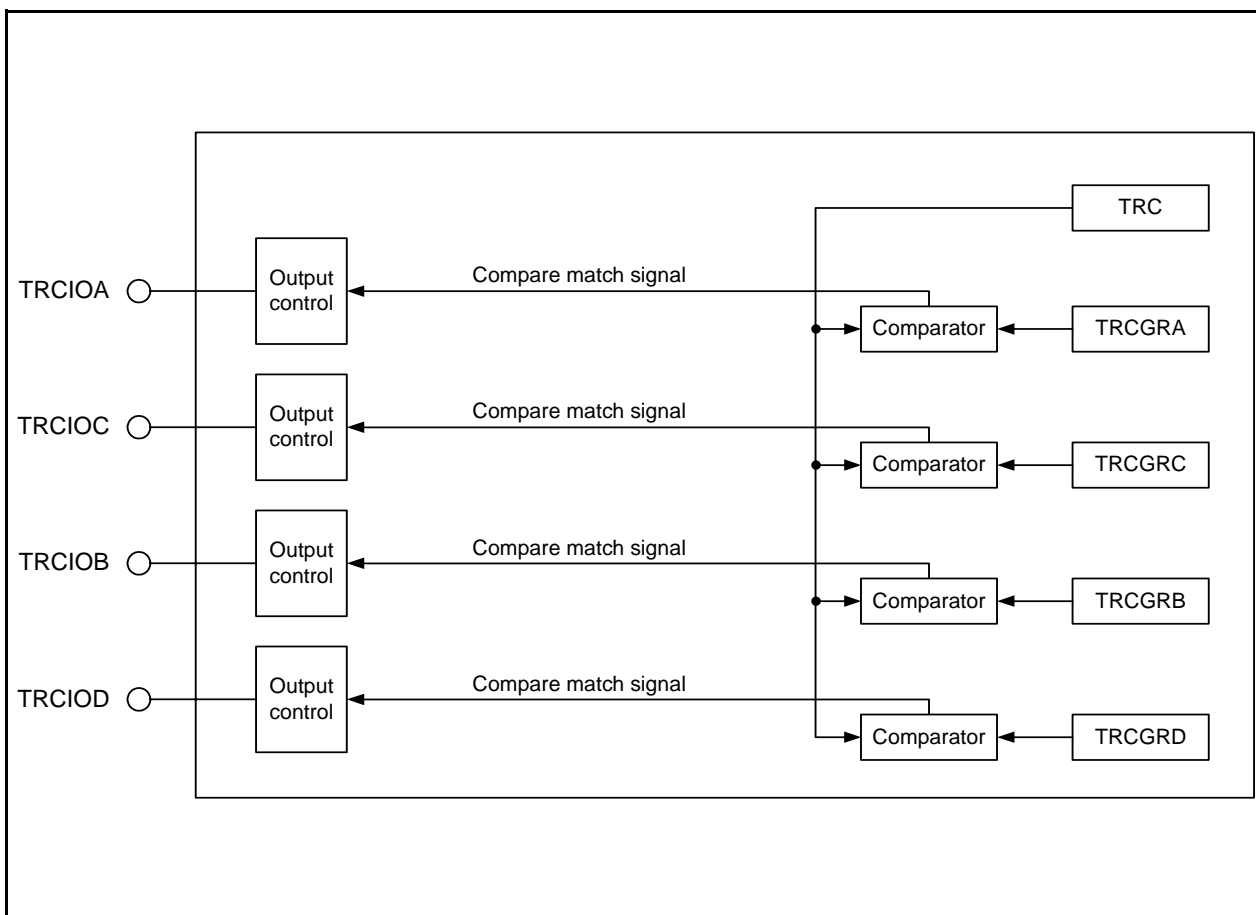 TRC
TRCIOA
Output
control
Compare match signal
Comparator
TRCGRA
TRCIOC
Output
control
Compare match signal
Comparator
TRCGRC
TRCIOB
Output
control
Compare match signal
Comparator
TRCGRB
TRCIOD
Output
control
Compare match signal
Comparator
TRCGRD